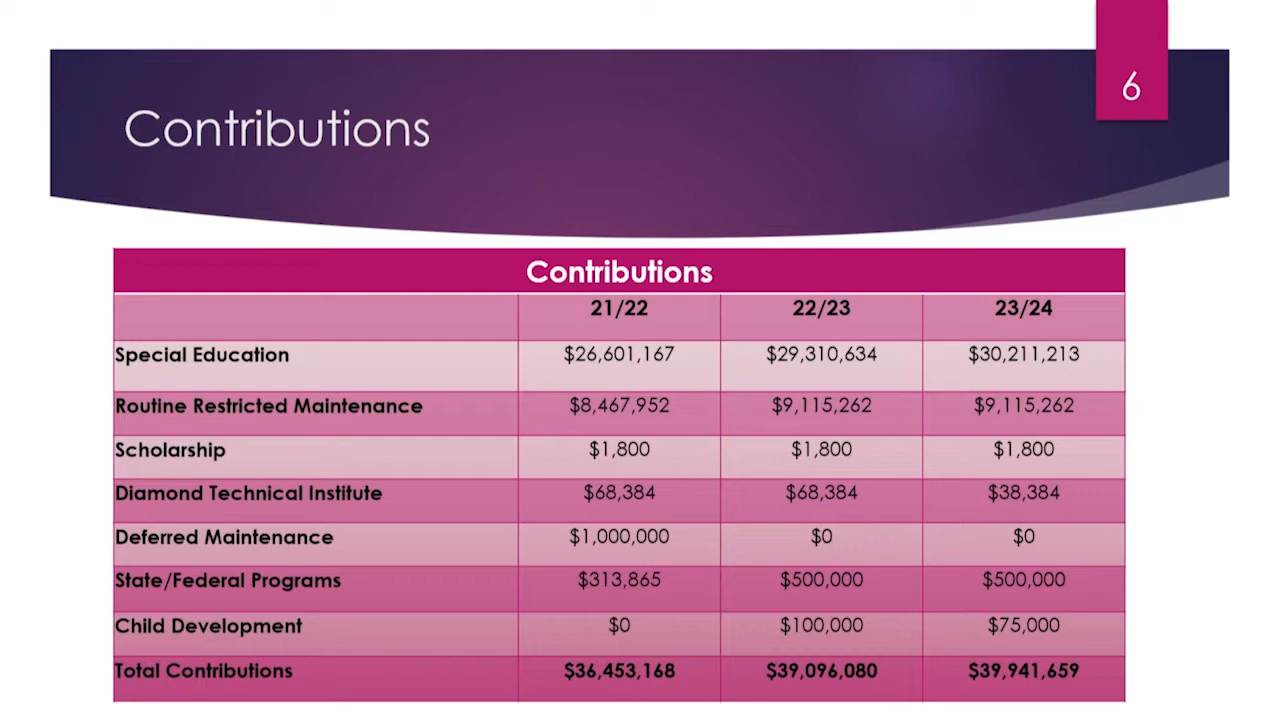 6
Contributions
Contributions
21/22 22/23 23/24
Special Education $26,601,167 $29,310,634 $30,211,213
Routine Restricted Maintenance $8,467,952 $9,115,262 $9,115,262
Scholarship $1,800 $1,800 $1,800
Diamond Technical Institute $68,384 $68,384 $38,384
Deferred Maintenance $1,000,000 $0 $0
State/Federal Programs $313,865 $500,000 $500,000
Child Development $0 $100,000 $75,000
Total Contributions $36,453,168 $39,096,080 $39,941,659